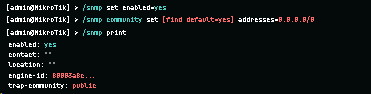 [admin@MikroTik] > /snmp set enabled=yes
[admin@MikroTik] > /snmp community set [find default=yes] addresses=0.0.0.0/0
[admin@MikroTik] > /snmp print
enabled: yes
contact: ""
location: ""
engine-id: 80003a8c...
trap-community: public